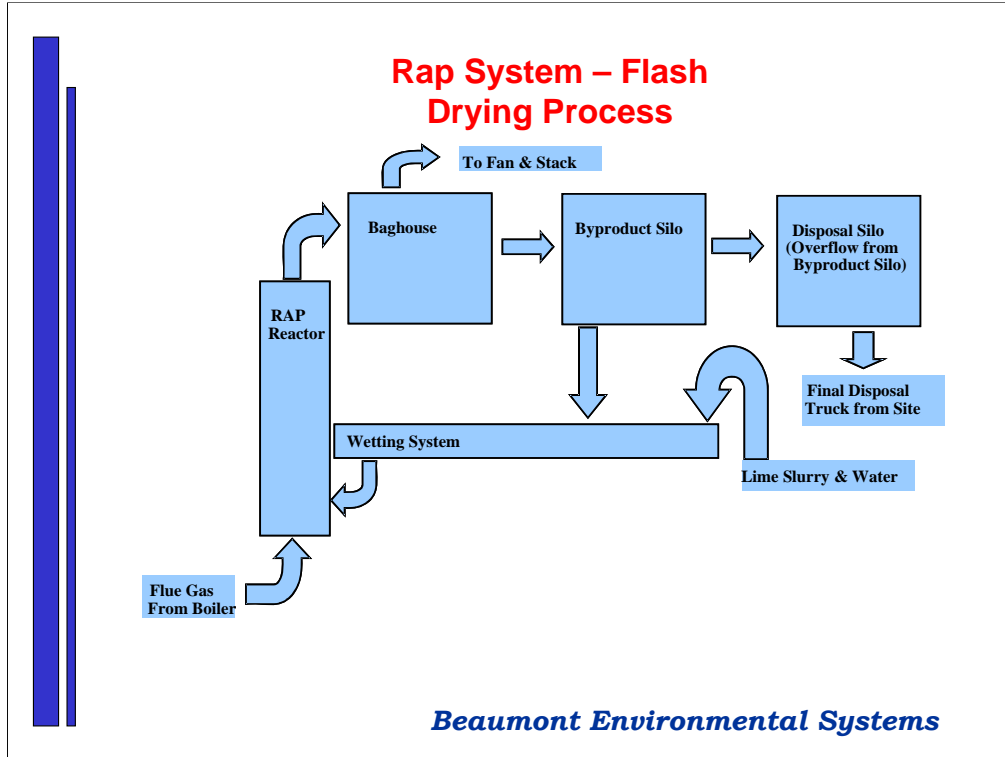 Rap System – Flash
Drying Process
To Fan & Stack
Baghouse
Byproduct Silo
Disposal Silo
(Overflow from
Byproduct Silo)
RAP
Reactor
Final Disposal
Truck from Site
Wetting System
Lime Slurry & Water
Flue Gas
From Boiler
Beaumont Environmental Systems